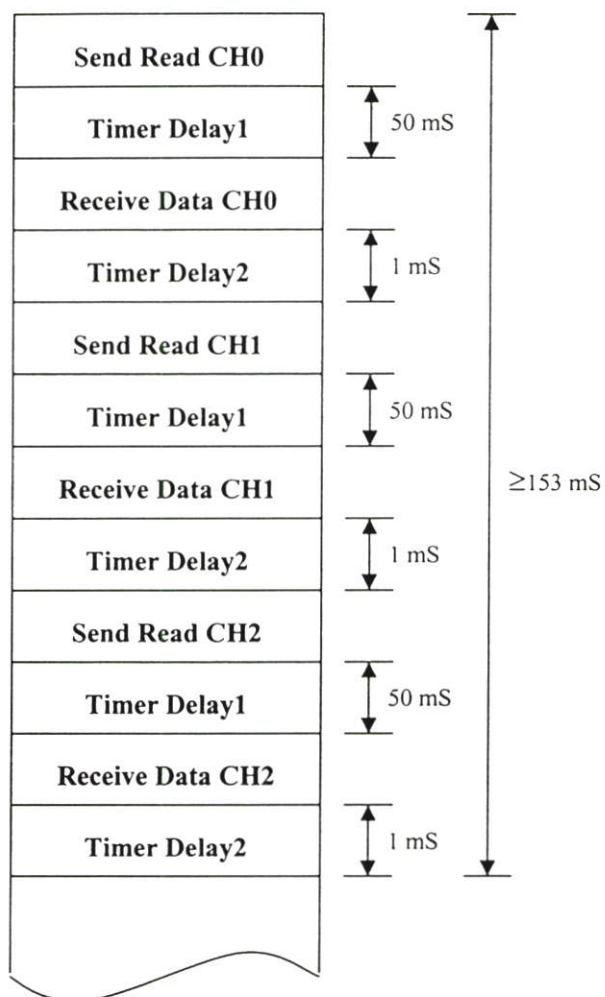 Send Read CH0
Timer Delay1
50 mS
Receive Data CH0
Timer Delay2
1 mS
Send Read CH1
Timer Delay1
50 mS
Receive Data CH1
≥153 mS
Timer Delay2
1 mS
Send Read CH2
Timer Delay1
50 mS
Receive Data CH2
Timer Delay2
1 mS